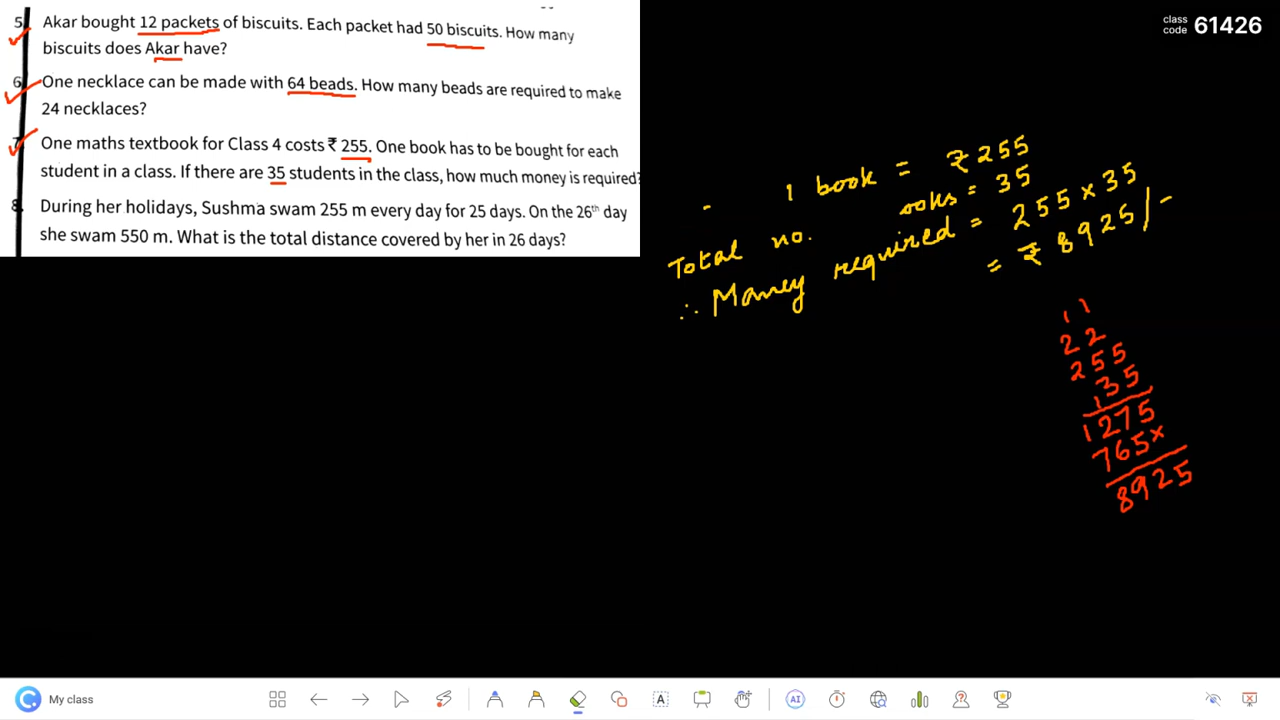 class code 61426
5. Akar bought 12 packets of biscuits. Each packet had 50 biscuits. How many
biscuits does Akar have?
6. One necklace can be made with 64 beads. How many beads are required to make
24 necklaces?
7. One maths textbook for Class 4 costs ₹ 255. One book has to be bought for each
student in a class. If there are 35 students in the class, how much money is required?
8. During her holidays, Sushma swam 255 m every day for 25 days. On the 26th day
she swam 550 m. What is the total distance covered by her in 26 days?
1 book = ₹ 255
Total no. ooks = 35
∴ Money required = 255 × 35
= ₹ 8925/-
1 1
2 2
255
35
1
1275
765×
8925
My class
A
AI